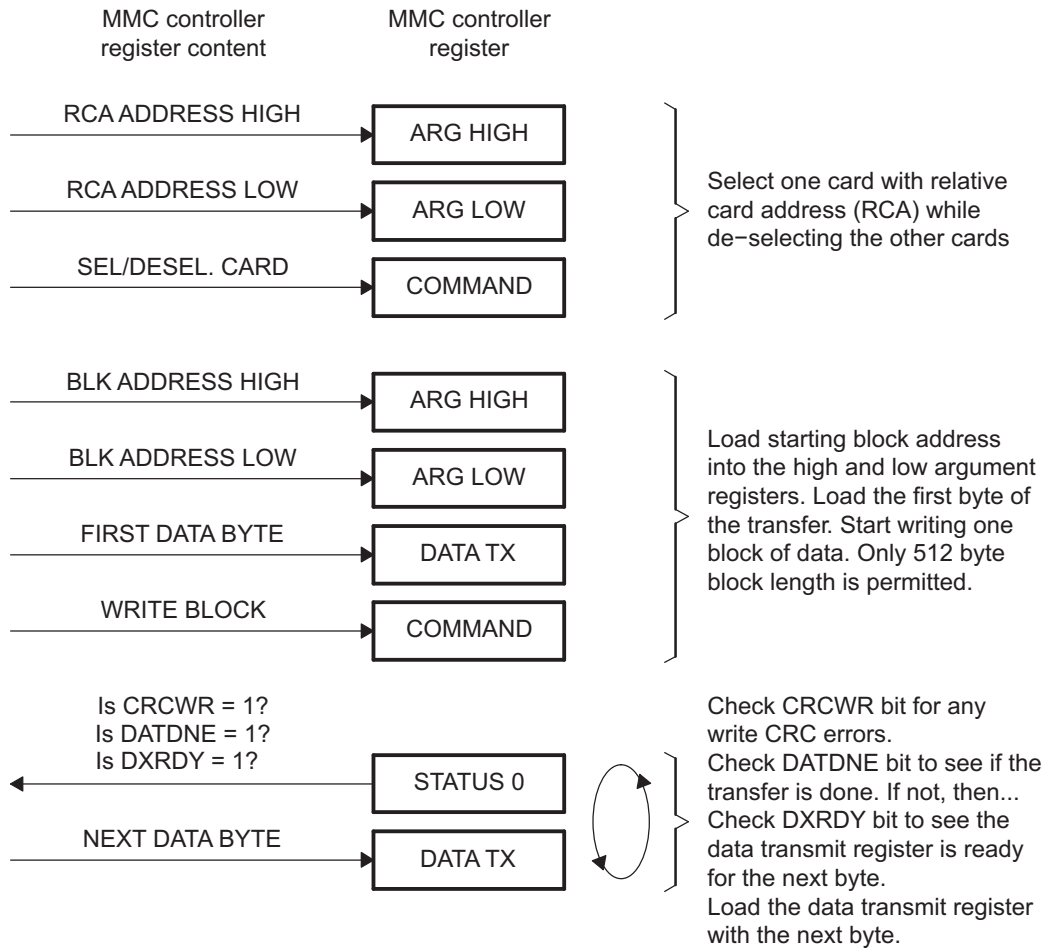 MMC controller
register content
MMC controller
register
RCA ADDRESS HIGH
ARG HIGH
RCA ADDRESS LOW
ARG LOW
SEL/DESEL. CARD
COMMAND
Select one card with relative
card address (RCA) while
de−selecting the other cards
BLK ADDRESS HIGH
ARG HIGH
BLK ADDRESS LOW
ARG LOW
FIRST DATA BYTE
DATA TX
WRITE BLOCK
COMMAND
Load starting block address
into the high and low argument
registers. Load the first byte of
the transfer. Start writing one
block of data. Only 512 byte
block length is permitted.
Is CRCWR = 1?
Is DATDNE = 1?
Is DXRDY = 1?
STATUS 0
NEXT DATA BYTE
DATA TX
Check CRCWR bit for any
write CRC errors.
Check DATDNE bit to see if the
transfer is done. If not, then...
Check DXRDY bit to see the
data transmit register is ready
for the next byte.
Load the data transmit register
with the next byte.